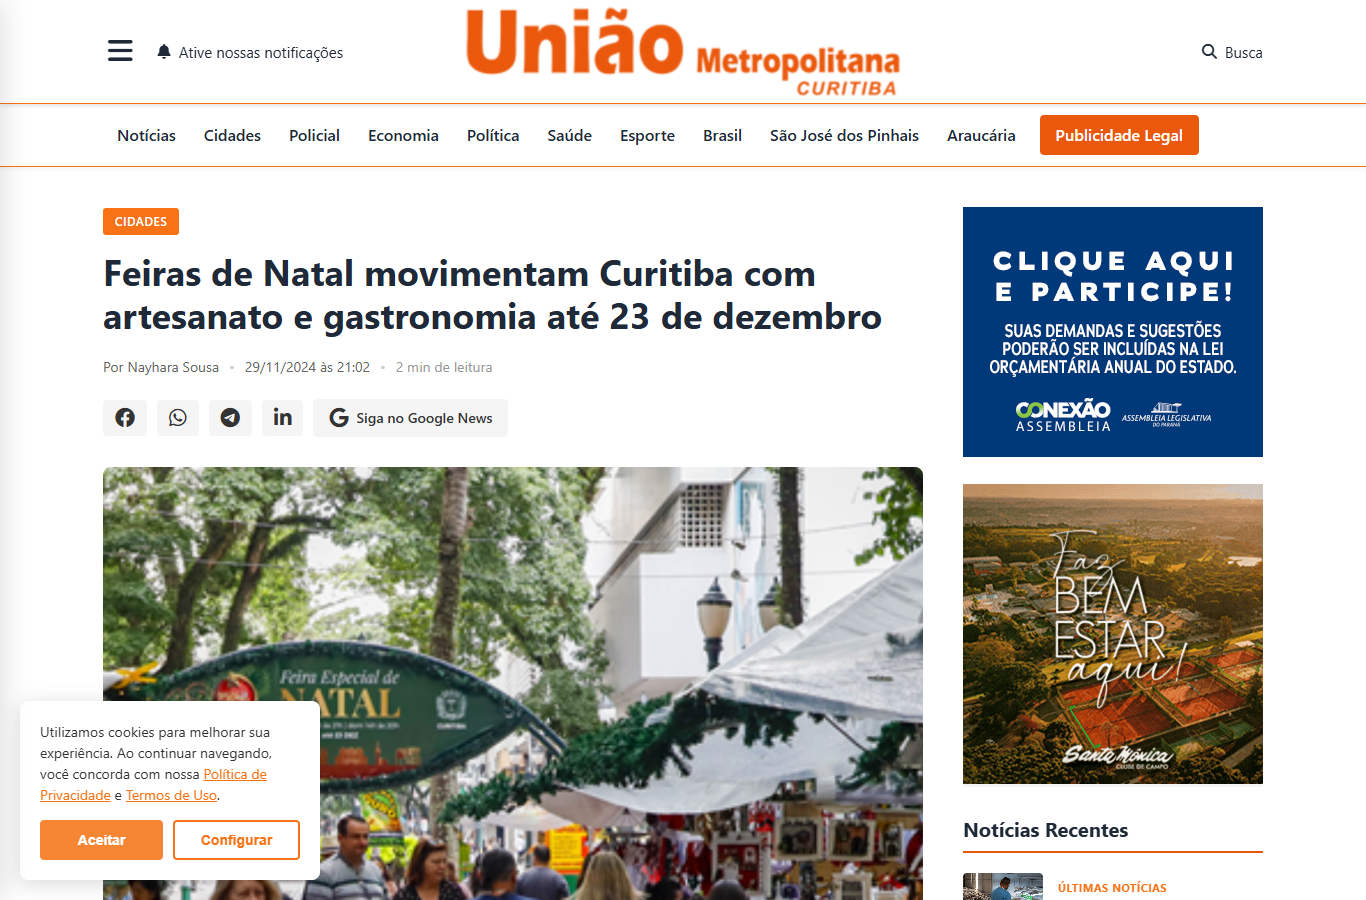 Ative nossas notificações
União Metropolitana
CURITIBA
Busca
Notícias
Cidades
Policial
Economia
Política
Saúde
Esporte
Brasil
São José dos Pinhais
Araucária
Publicidade Legal
CIDADES
Feiras de Natal movimentam Curitiba com
artesanato e gastronomia até 23 de dezembro
Por Nayhara Sousa • 29/11/2024 às 21:02 • 2 min de leitura
Siga no Google News
Feira Especial de
NATAL
CLIQUE AQUI
E PARTICIPE!
SUAS DEMANDAS E SUGESTÕES
PODERÃO SER INCLUÍDAS NA LEI
ORÇAMENTÁRIA ANUAL DO ESTADO.
CONEXÃO
ASSEMBLEIA
ASSEMBLEIA LEGISLATIVA
DO PARANÁ
Faz
BEM
ESTAR
aqui!
Santa Mônica
CLUBE DE CAMPO
Notícias Recentes
ÚLTIMAS NOTÍCIAS
Utilizamos cookies para melhorar sua
experiência. Ao continuar navegando,
você concorda com nossa Política de
Privacidade e Termos de Uso.
Aceitar
Configurar